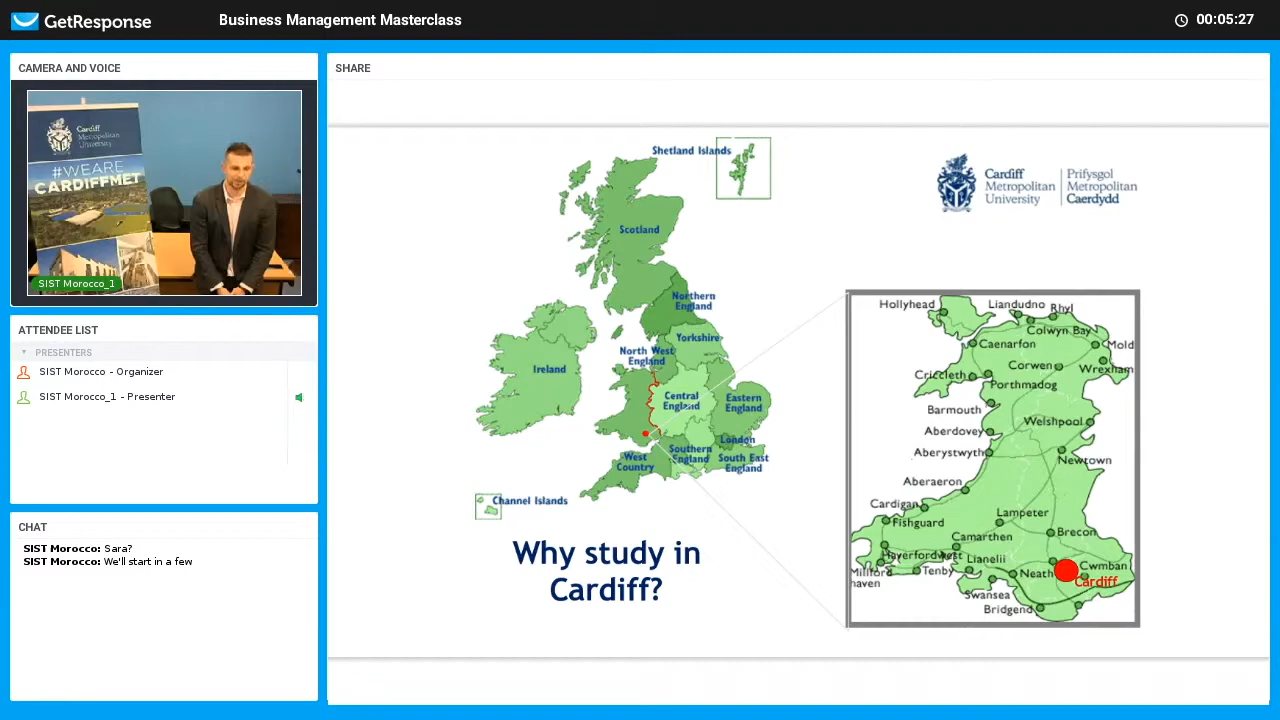 GetResponse
Business Management Masterclass
00:05:27
CAMERA AND VOICE
Cardiff
Metropolitan
University
#WEARE
CARDIFFMET
SIST Morocco_1
ATTENDEE LIST
PRESENTERS
SIST Morocco - Organizer
SIST Morocco_1 - Presenter
CHAT
SIST Morocco: Sara?
SIST Morocco: We'll start in a few
SHARE
Shetland Islands
Scotland
Northern
England
Yorkshire
North West
England
Ireland
Central
England
Eastern
England
London
Southern
England
South East
England
West
Country
Channel Islands
Why study in
Cardiff?
Cardiff
Metropolitan
University
Prifysgol
Metropolitan
Caerdydd
Hollyhead
Liandudno
Rhyl
Colwyn Bay
Caenarfon
Mold
Corwen
Wrexham
Criccleth
Porthmadog
Barmouth
Welshpool
Aberdovey
Aberystwyth
Newtown
Aberaeron
Cardigan
Lampeter
Fishguard
Camarthen
Brecon
Haverfordwest
Lianelii
Cwmban
Millford
haven
Tenby
Neath
Cardiff
Swansea
Bridgend